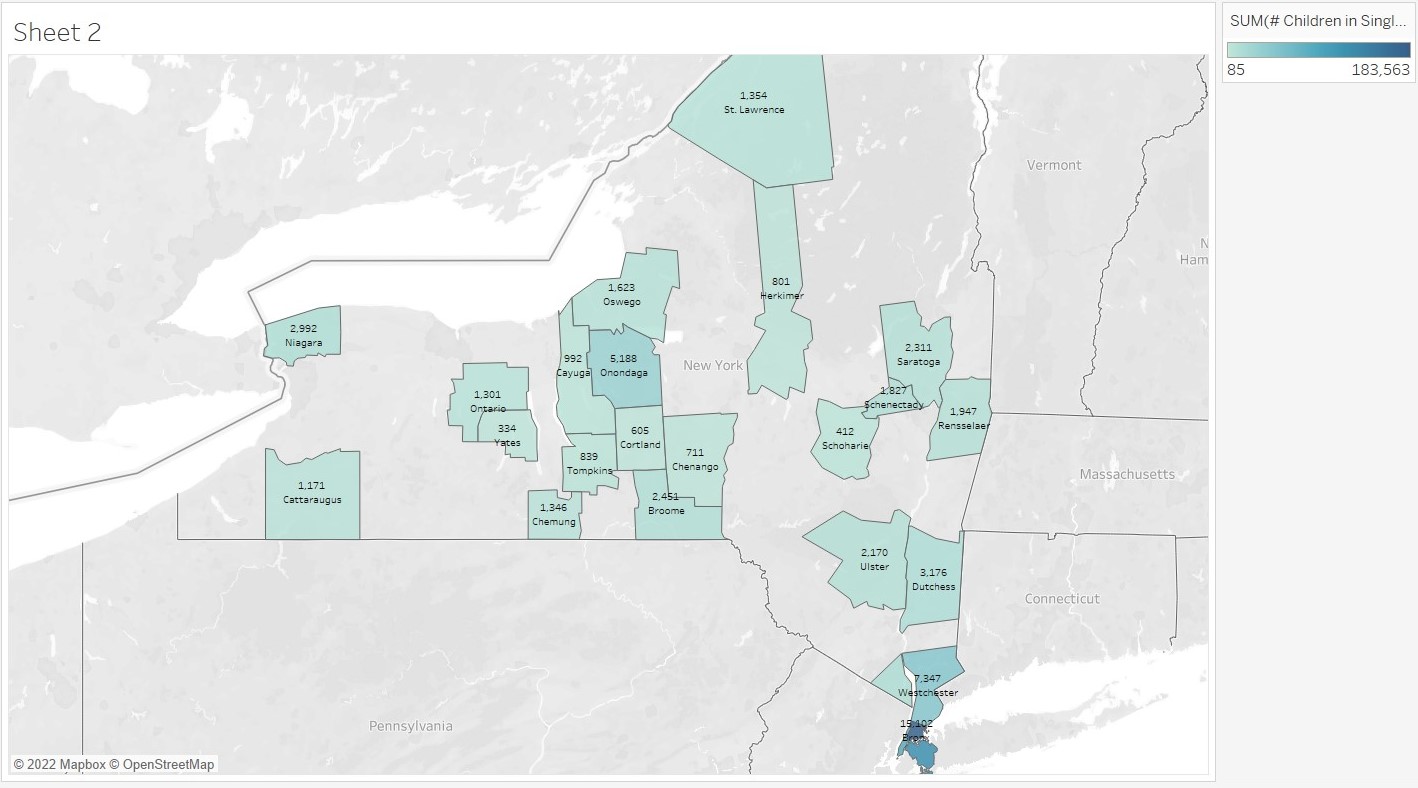 Sheet 2
SUM(# Children in Singl...
85
183,563
1,354
St. Lawrence
Vermont
N
Ham
801
Herkimer
1,623
Oswego
2,992
Niagara
992
Cayuga
5,188
Onondaga
New York
2,311
Saratoga
1,301
Ontario
1,827
Schenectady
1,947
Rensselaer
334
Yates
605
Cortland
412
Schoharie
711
Chenango
839
Tompkins
Massachusetts
1,171
Cattaraugus
2,451
Broome
1,346
Chemung
2,170
Ulster
3,176
Dutchess
Connecticut
7,347
Westchester
15,102
Bronx
Pennsylvania
© 2022 Mapbox © OpenStreetMap